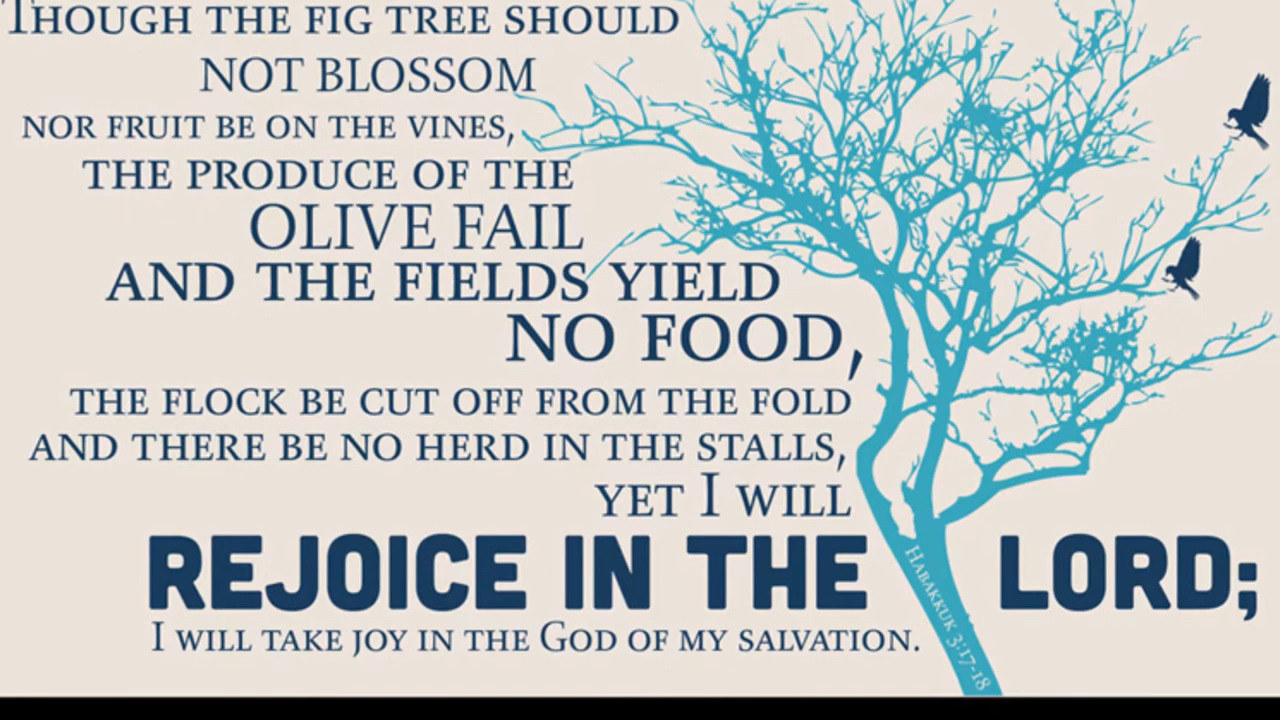 THOUGH THE FIG TREE SHOULD
NOT BLOSSOM
NOR FRUIT BE ON THE VINES,
THE PRODUCE OF THE
OLIVE FAIL
AND THE FIELDS YIELD
NO FOOD,
THE FLOCK BE CUT OFF FROM THE FOLD
AND THERE BE NO HERD IN THE STALLS,
YET I WILL
REJOICE IN THE LORD;
I WILL TAKE JOY IN THE GOD OF MY SALVATION.
HABAKKUK 3:17-18